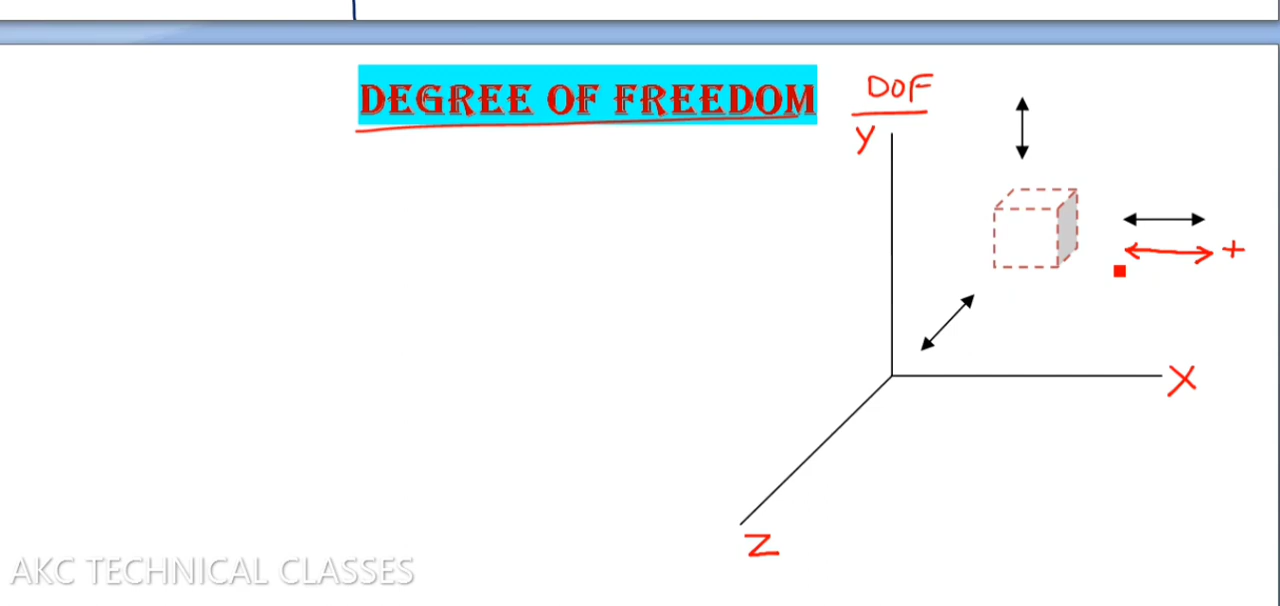 DEGREE OF FREEDOM
DOF
Y
+
X
Z
AKC TECHNICAL CLASSES